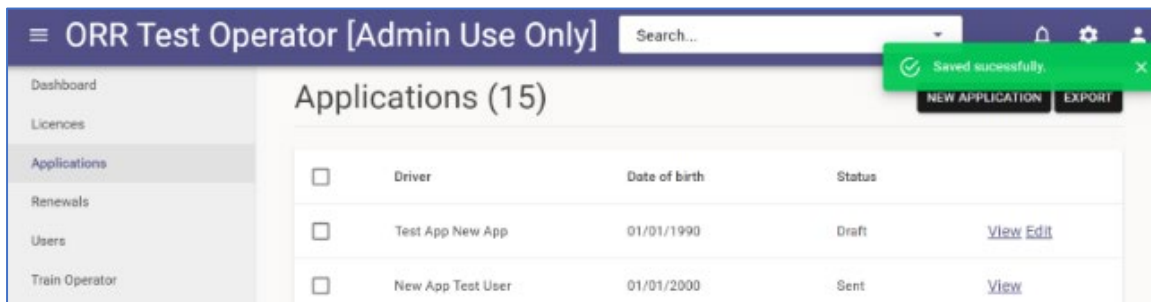 ORR Test Operator [Admin Use Only]
Search...
Saved sucessfully.
Dashboard
Licences
Applications
Renewals
Users
Train Operator
Applications (15)
NEW APPLICATION EXPORT
Driver Date of birth Status
Test App New App 01/01/1990 Draft View Edit
New App Test User 01/01/2000 Sent View